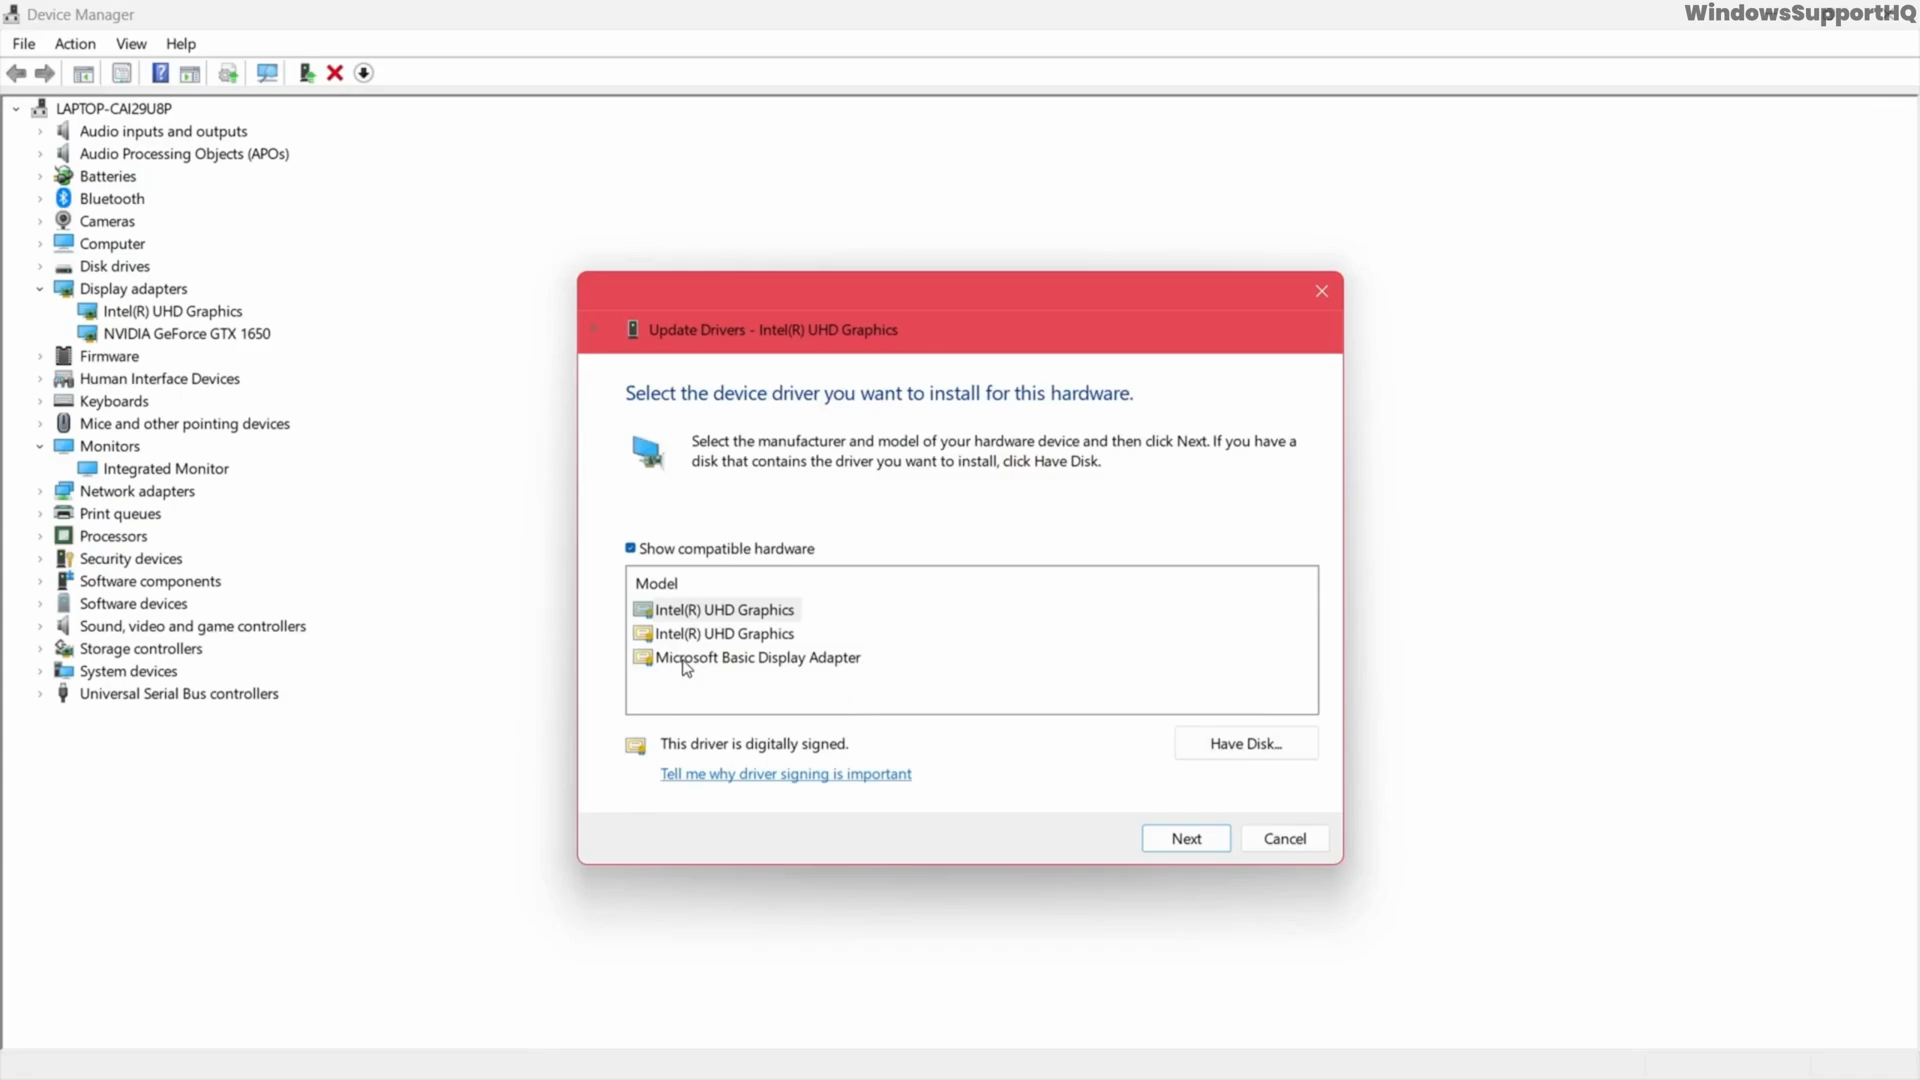 Device Manager
WindowsSupportHQ
File Action View Help
LAPTOP-CAI29U8P
Audio inputs and outputs
Audio Processing Objects (APOs)
Batteries
Bluetooth
Cameras
Computer
Disk drives
Display adapters
Intel(R) UHD Graphics
NVIDIA GeForce GTX 1650
Firmware
Human Interface Devices
Keyboards
Mice and other pointing devices
Monitors
Integrated Monitor
Network adapters
Print queues
Processors
Security devices
Software components
Software devices
Sound, video and game controllers
Storage controllers
System devices
Universal Serial Bus controllers
Update Drivers - Intel(R) UHD Graphics
Select the device driver you want to install for this hardware.
Select the manufacturer and model of your hardware device and then click Next. If you have a
disk that contains the driver you want to install, click Have Disk.
Show compatible hardware
Model
Intel(R) UHD Graphics
Intel(R) UHD Graphics
Microsoft Basic Display Adapter
This driver is digitally signed.
Have Disk...
Tell me why driver signing is important
Next Cancel